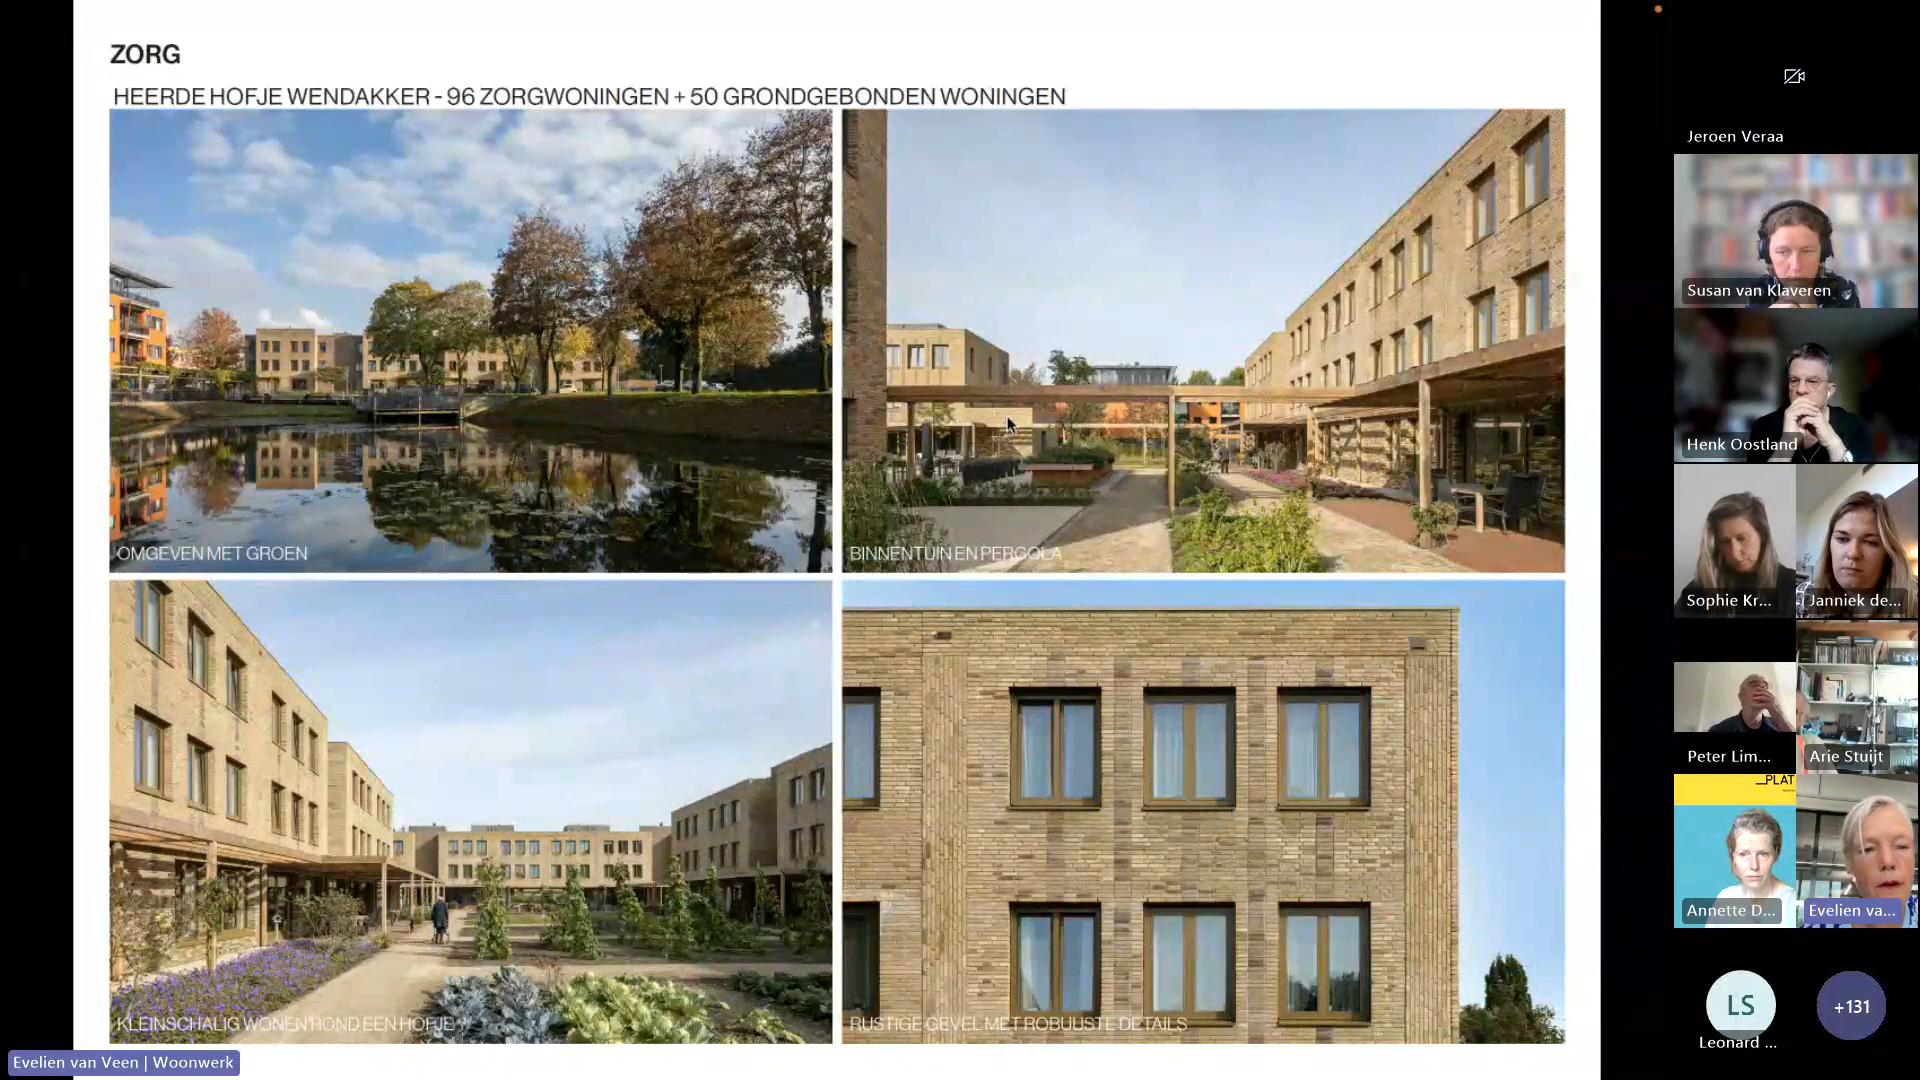 ZORG
HEERDE HOFJE WENDAKKER - 96 ZORGWONINGEN + 50 GRONDGEBONDEN WONINGEN
OMGEVEN MET GROEN
BINNENTUIN EN PERGOLA
KLEINSCHALIG WONEN ROND EEN HOFJE
RUSTIGE GEVEL MET ROBUUSTE DETAILS
Evelien van Veen | Woonwerk
Jeroen Veraa
Susan van Klaveren
Henk Oostland
Sophie Kr...
Janniek de...
Peter Lim...
Arie Stuijt
_PLAT
Annette D...
Evelien va...
LS
Leonard ...
+131